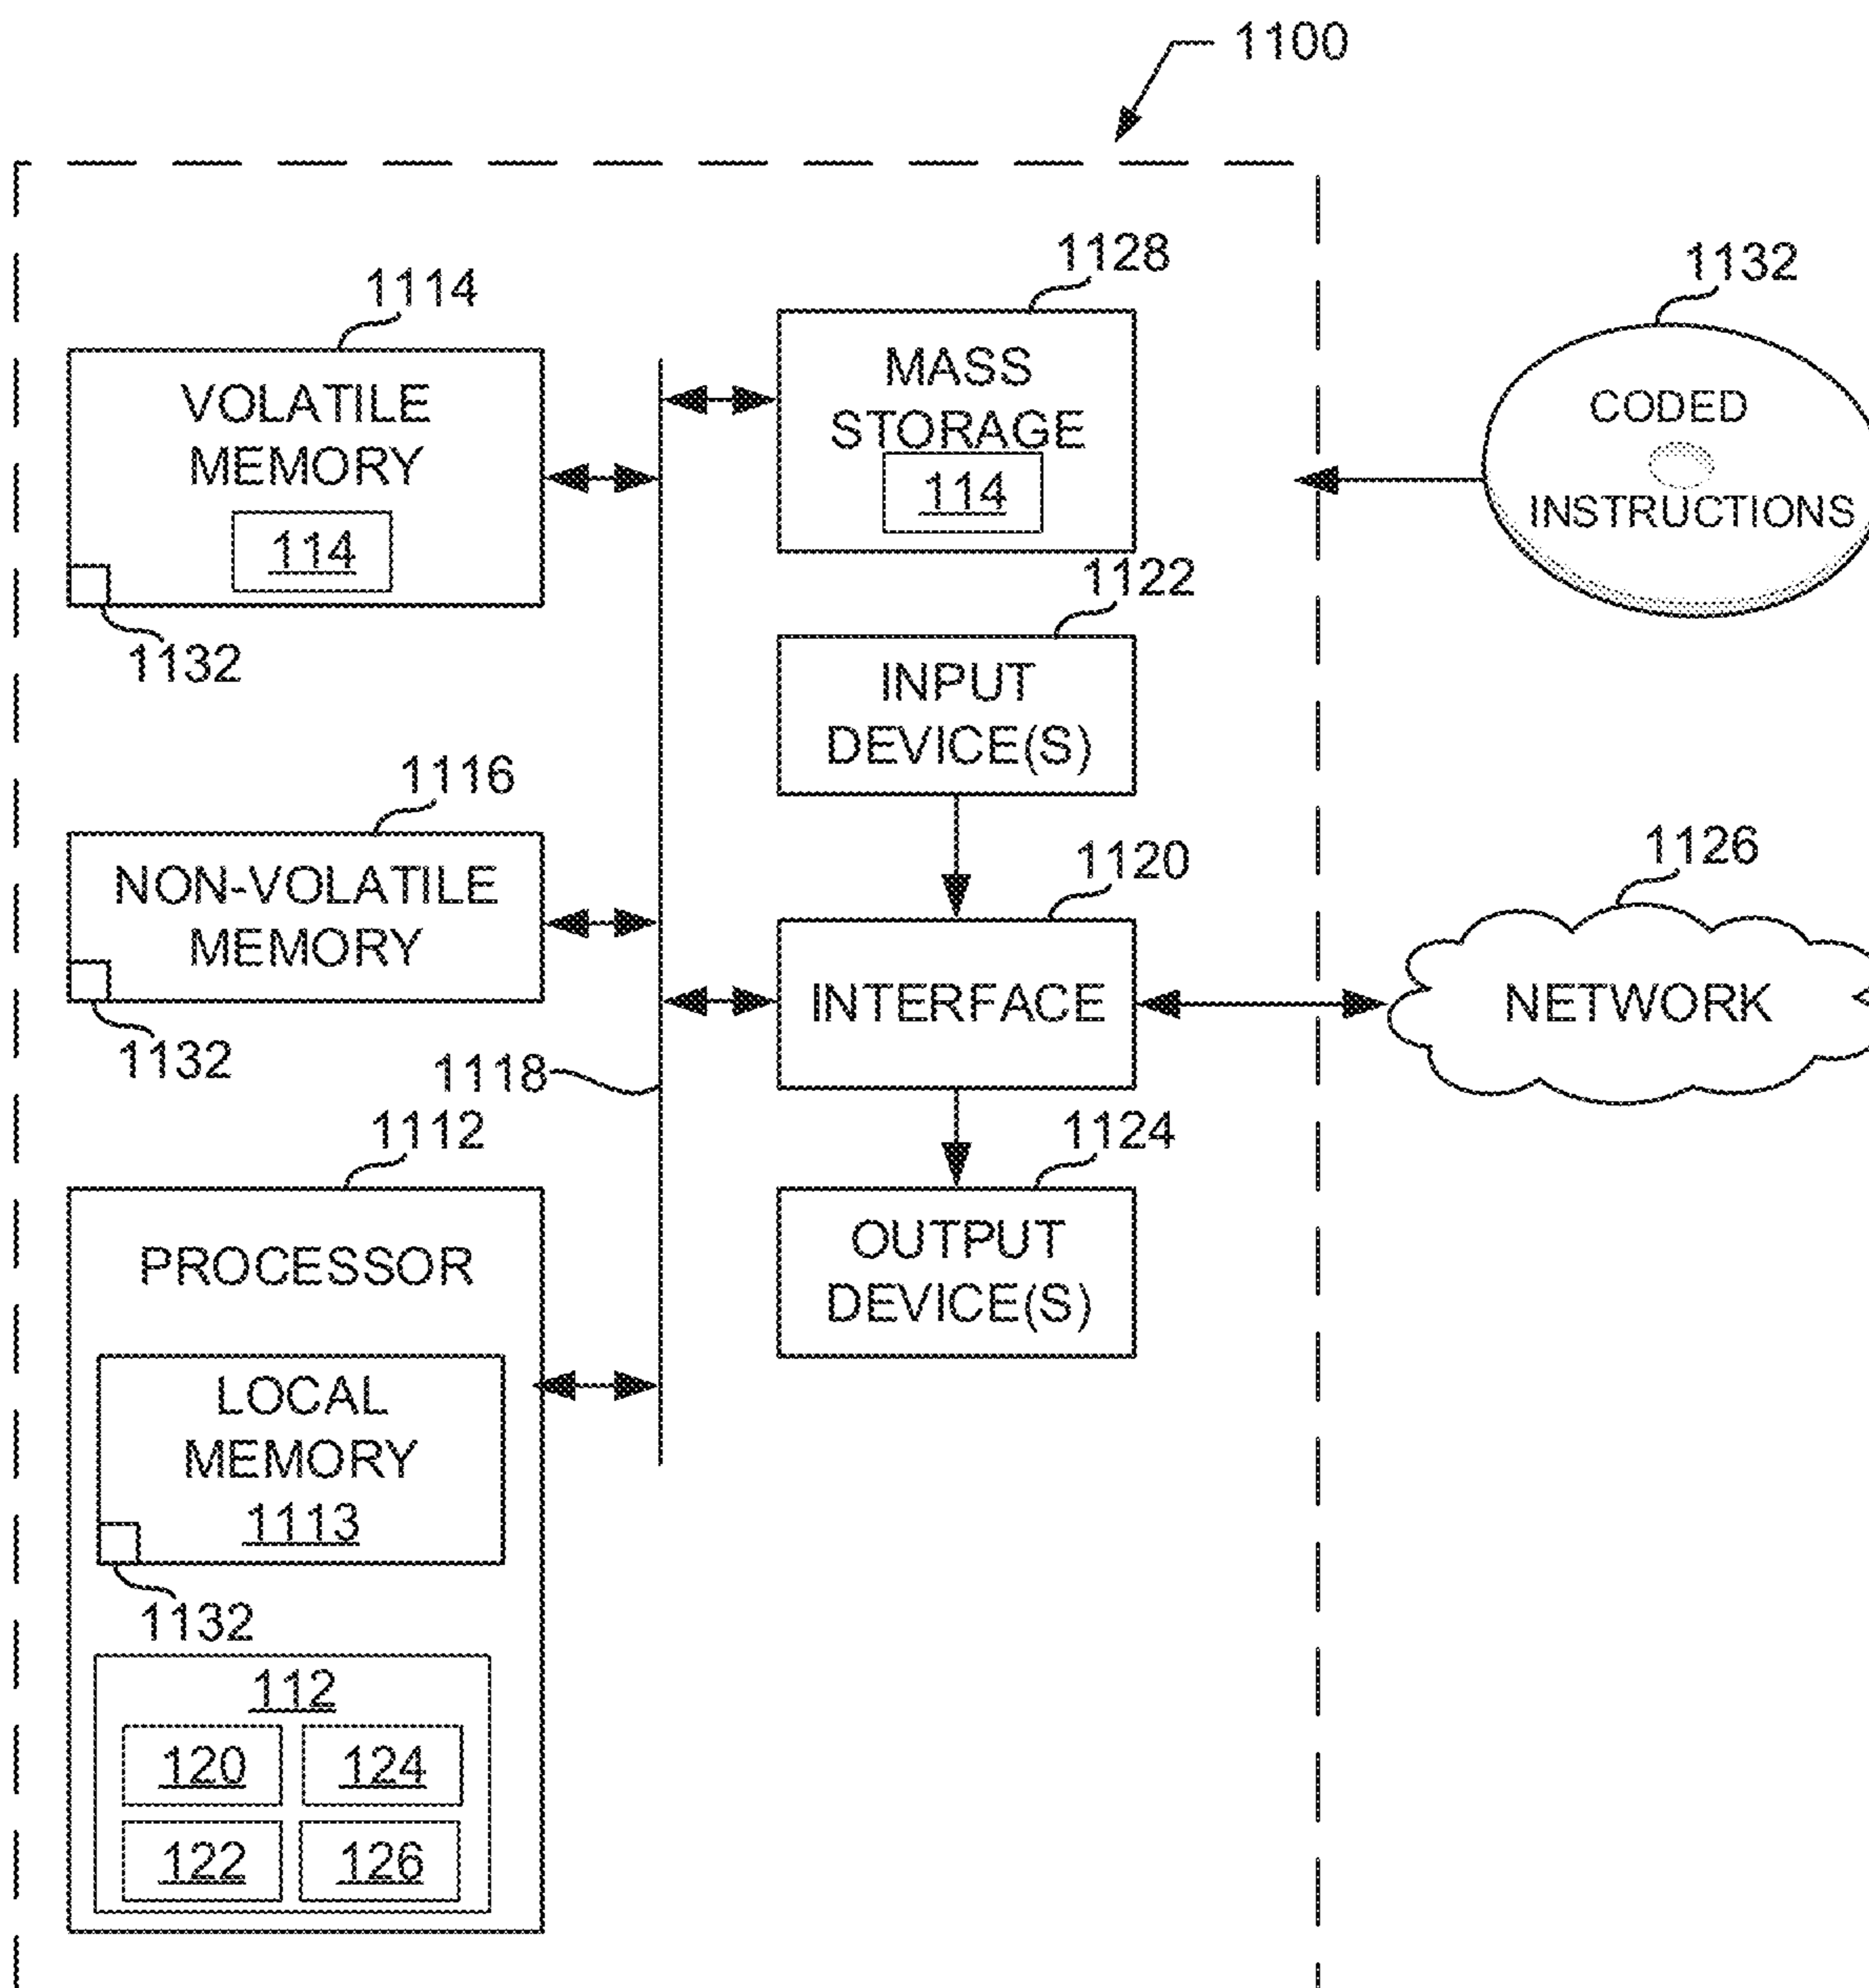 1100
1114
VOLATILE
MEMORY
114
1132
1128
MASS
STORAGE
114
1132
CODED
INSTRUCTIONS
1122
INPUT
DEVICE(S)
1116
NON-VOLATILE
MEMORY
1132
1120
INTERFACE
1126
NETWORK
1118
1112
PROCESSOR
LOCAL
MEMORY
1113
1132
112
120
124
122
126
1124
OUTPUT
DEVICE(S)